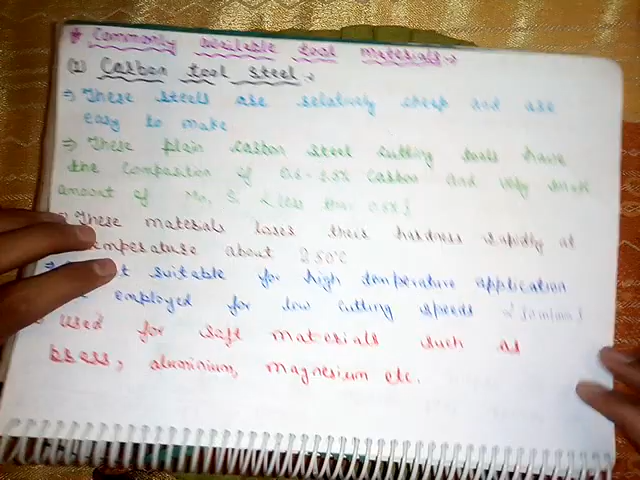 # Commonly available tool materials:-
(1) Carbon tool steel:-
⇒ These steels are relatively cheap and are
easy to make
⇒ These plain carbon steel cutting tools have
the composition of 0.6 - 1.5% carbon and very small
amount of Mn, Si (less than 0.5%)
These materials loses their hardness rapidly at
temperature about 250°C
suitable for high temperature application
employed for low cutting speeds
used for soft materials such as
brass, aluminium, magnesium etc.